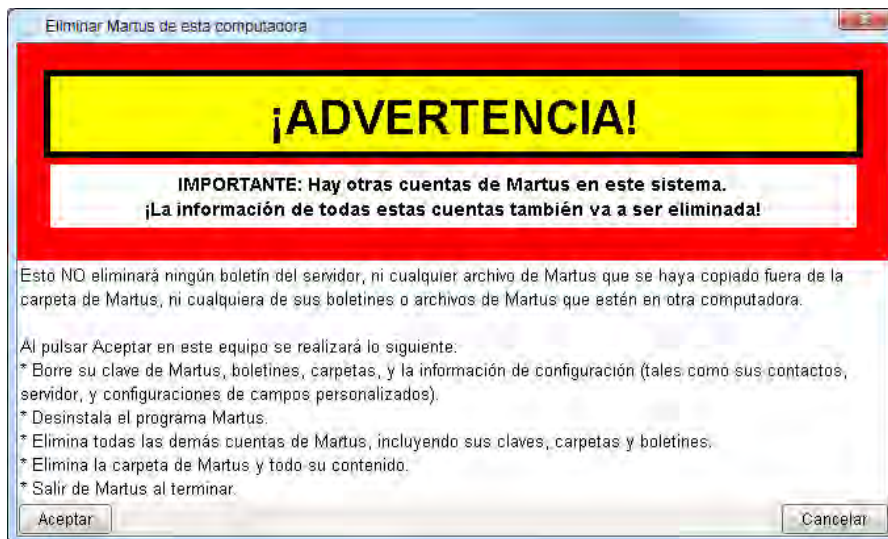 Eliminar Martus de esta computadora
¡ADVERTENCIA!
IMPORTANTE: Hay otras cuentas de Martus en este sistema.
¡La información de todas estas cuentas también va a ser eliminada!
Esto NO eliminará ningún boletín del servidor, ni cualquier archivo de Martus que se haya copiado fuera de la
carpeta de Martus, ni cualquiera de sus boletines o archivos de Martus que estén en otra computadora.
Al pulsar Aceptar en este equipo se realizará lo siguiente:
* Borre su clave de Martus, boletines, carpetas, y la información de configuración (tales como sus contactos,
servidor, y configuraciones de campos personalizados).
* Desinstala el programa Martus.
* Elimina todas las demás cuentas de Martus, incluyendo sus claves, carpetas y boletines.
* Elimina la carpeta de Martus y todo su contenido.
* Salir de Martus al terminar.
Aceptar
Cancelar